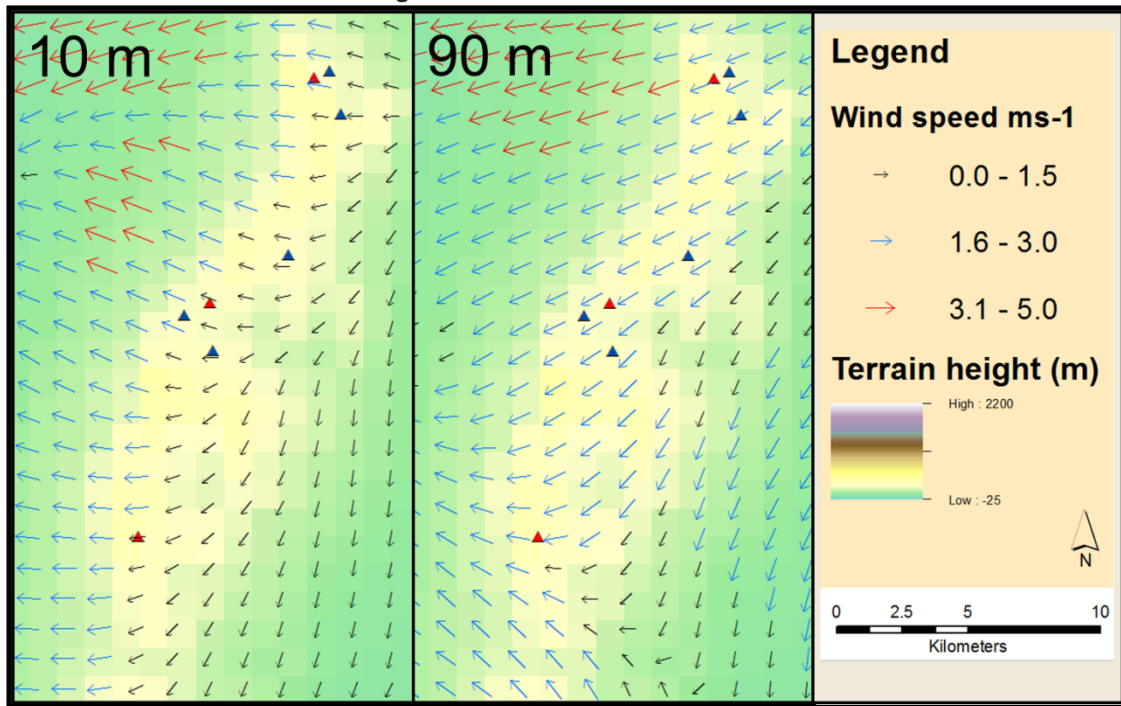 10 m
90 m
Legend
Wind speed ms-1
0.0 - 1.5
1.6 - 3.0
3.1 - 5.0
Terrain height (m)
High : 2200
Low : -25
N
0 2.5 5 10
Kilometers